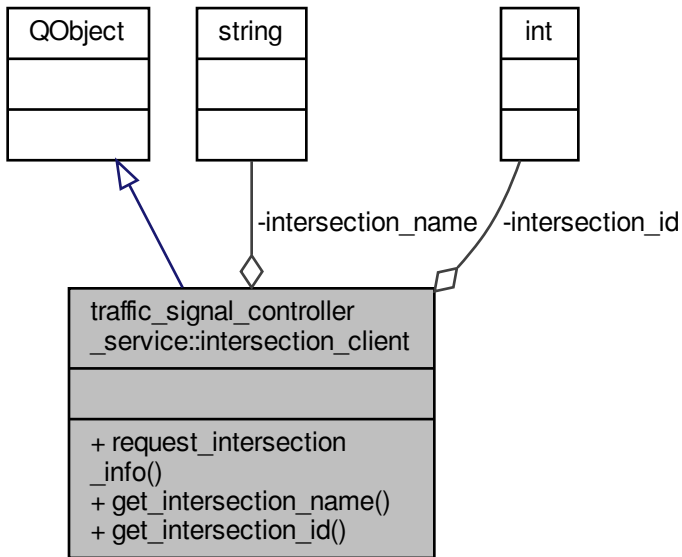 QObject
string
int
-intersection_name
-intersection_id
traffic_signal_controller
_service::intersection_client
+ request_intersection
_info()
+ get_intersection_name()
+ get_intersection_id()